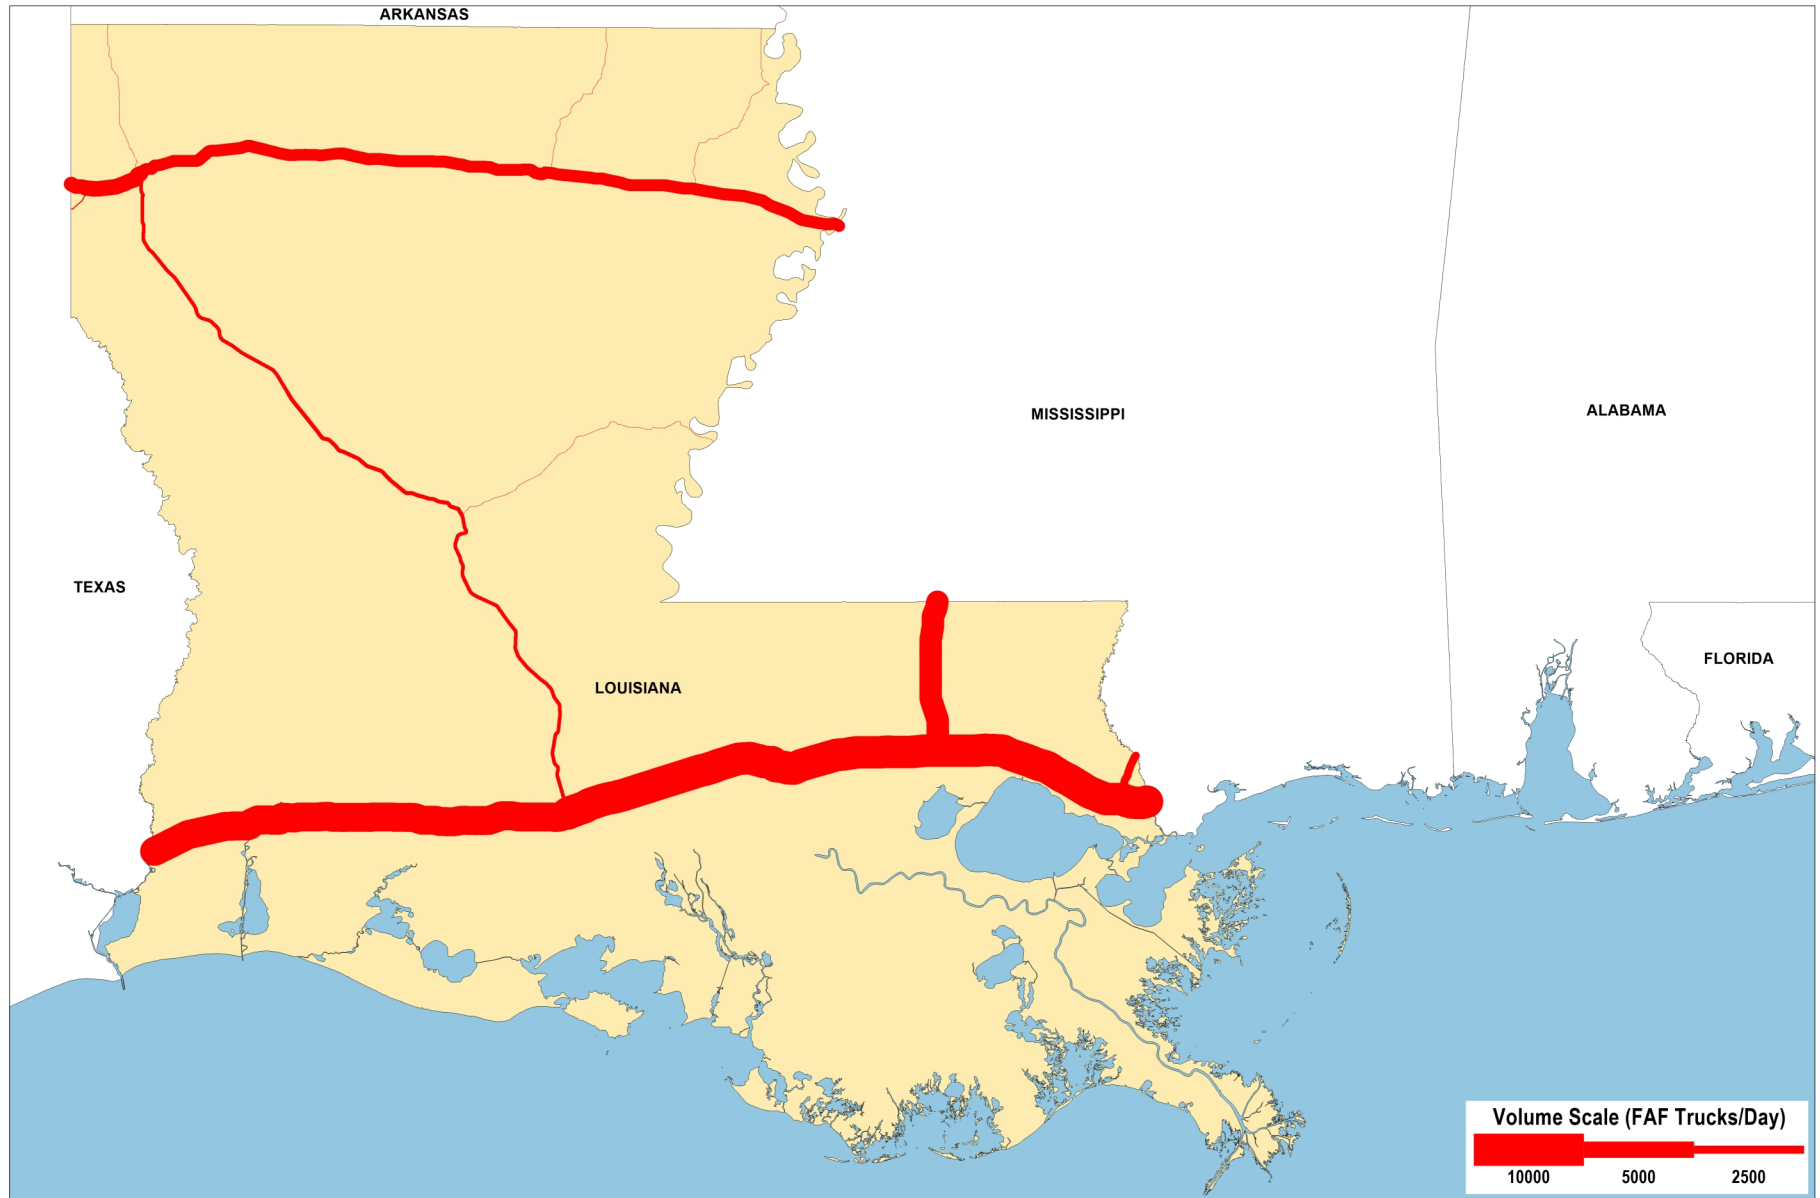 ARKANSAS
MISSISSIPPI
ALABAMA
TEXAS
FLORIDA
LOUISIANA
Volume Scale (FAF Trucks/Day)
10000 5000 2500